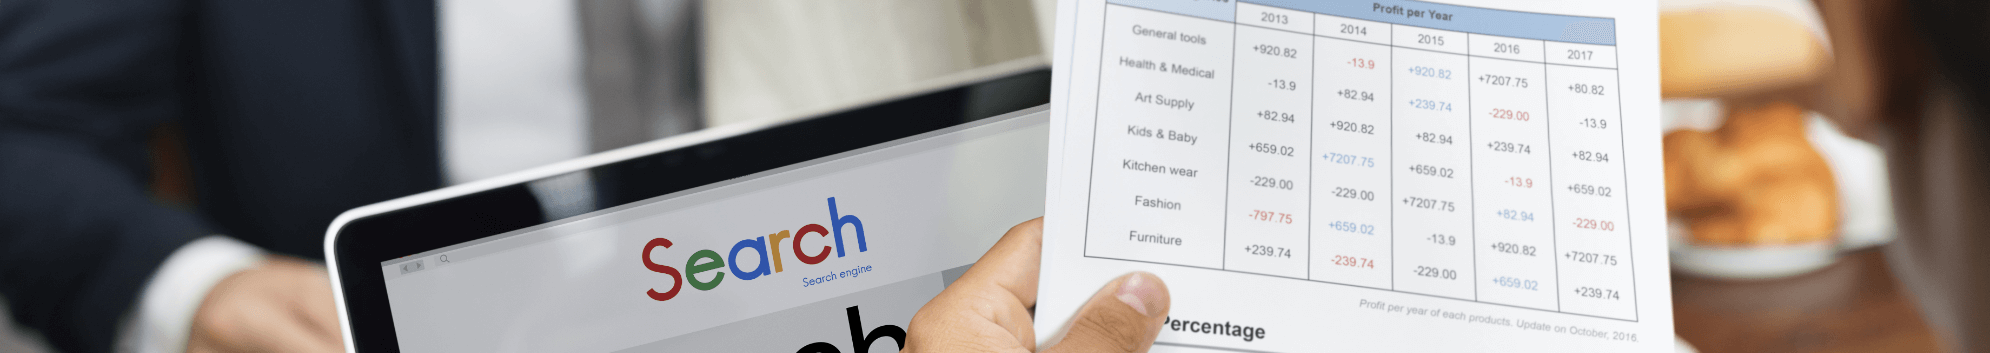 Search
Search engine
Profit per Year
2013 2014 2015 2016 2017
General tools +920.82 -13.9 +920.82 +7207.75 +80.82
Health & Medical -13.9 +82.94 +239.74 -229.00 -13.9
Art Supply +82.94 +920.82 +82.94 +239.74 +82.94
Kids & Baby +659.02 +7207.75 +659.02 -13.9 +659.02
Kitchen wear -229.00 -229.00 +7207.75 +82.94 -229.00
Fashion -797.75 +659.02 -13.9 +920.82 +7207.75
Furniture +239.74 -239.74 -229.00 +659.02 +239.74
Profit per year of each products. Update on October, 2016.
Percentage